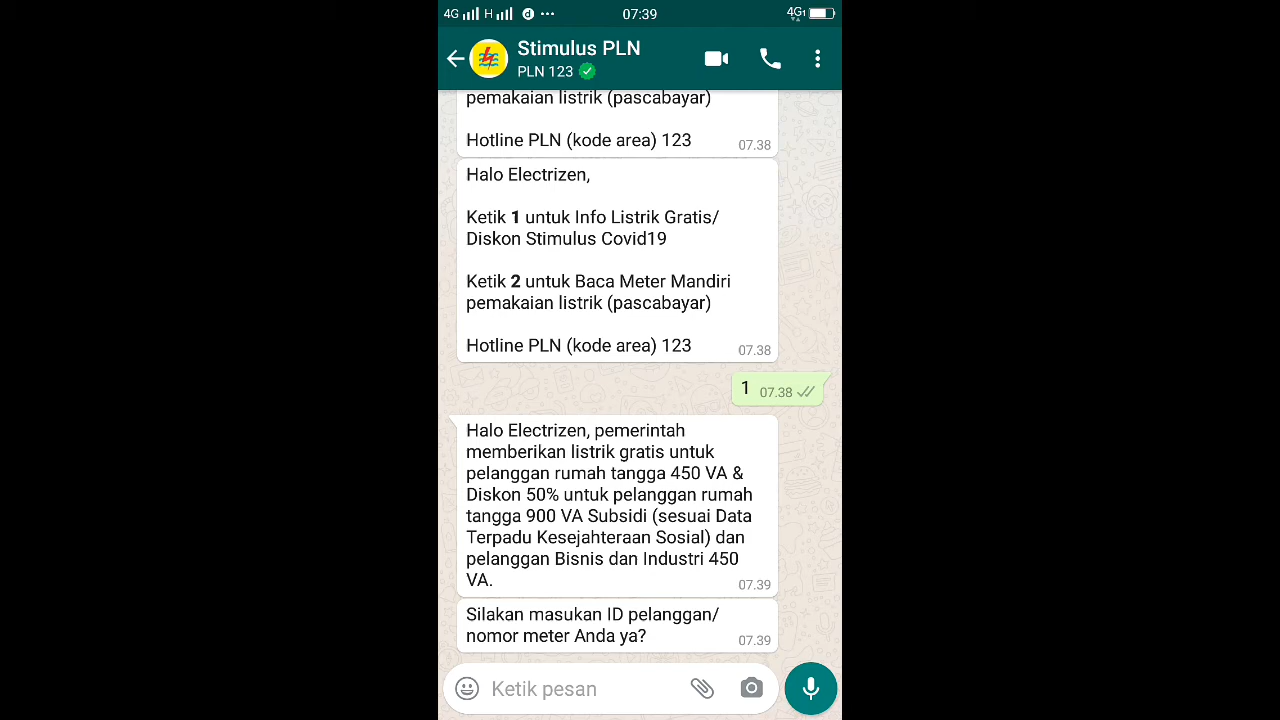 4G H d ••• 07:39 4G1
Stimulus PLN
PLN 123
pemakaian listrik (pascabayar)
Hotline PLN (kode area) 123
07.38
Halo Electrizen,
Ketik 1 untuk Info Listrik Gratis/
Diskon Stimulus Covid19
Ketik 2 untuk Baca Meter Mandiri
pemakaian listrik (pascabayar)
Hotline PLN (kode area) 123
07.38
1 07.38
Halo Electrizen, pemerintah
memberikan listrik gratis untuk
pelanggan rumah tangga 450 VA &
Diskon 50% untuk pelanggan rumah
tangga 900 VA Subsidi (sesuai Data
Terpadu Kesejahteraan Sosial) dan
pelanggan Bisnis dan Industri 450
VA.
07.39
Silakan masukan ID pelanggan/
nomor meter Anda ya?
07.39
Ketik pesan